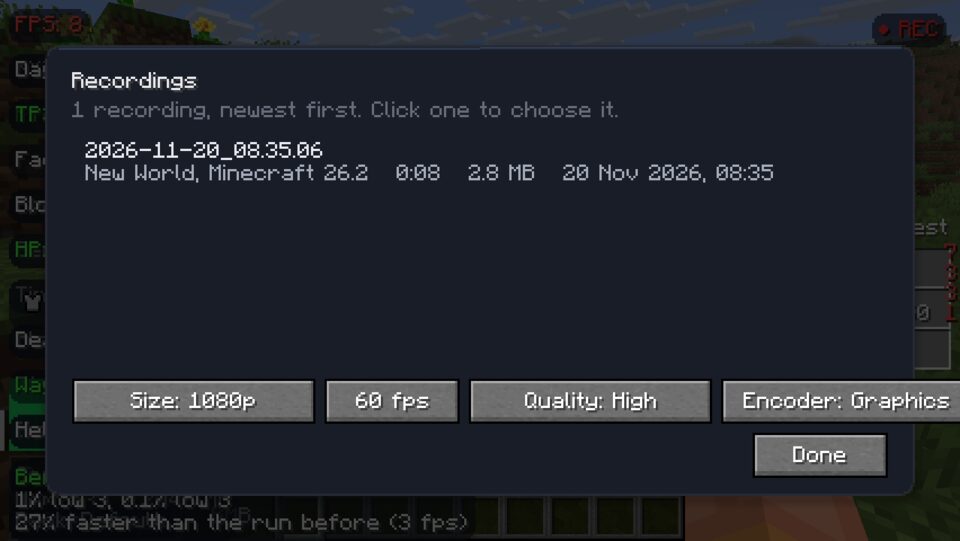 FPS: 8
REC
Recordings
1 recording, newest first. Click one to choose it.
2026-11-20_08.35.06
New World, Minecraft 26.2 0:08 2.8 MB 20 Nov 2026, 08:35
Size: 1080p
60 fps
Quality: High
Encoder: Graphics
Done
1% low 3, 0.1% low 3
27% faster than the run before (3 fps)